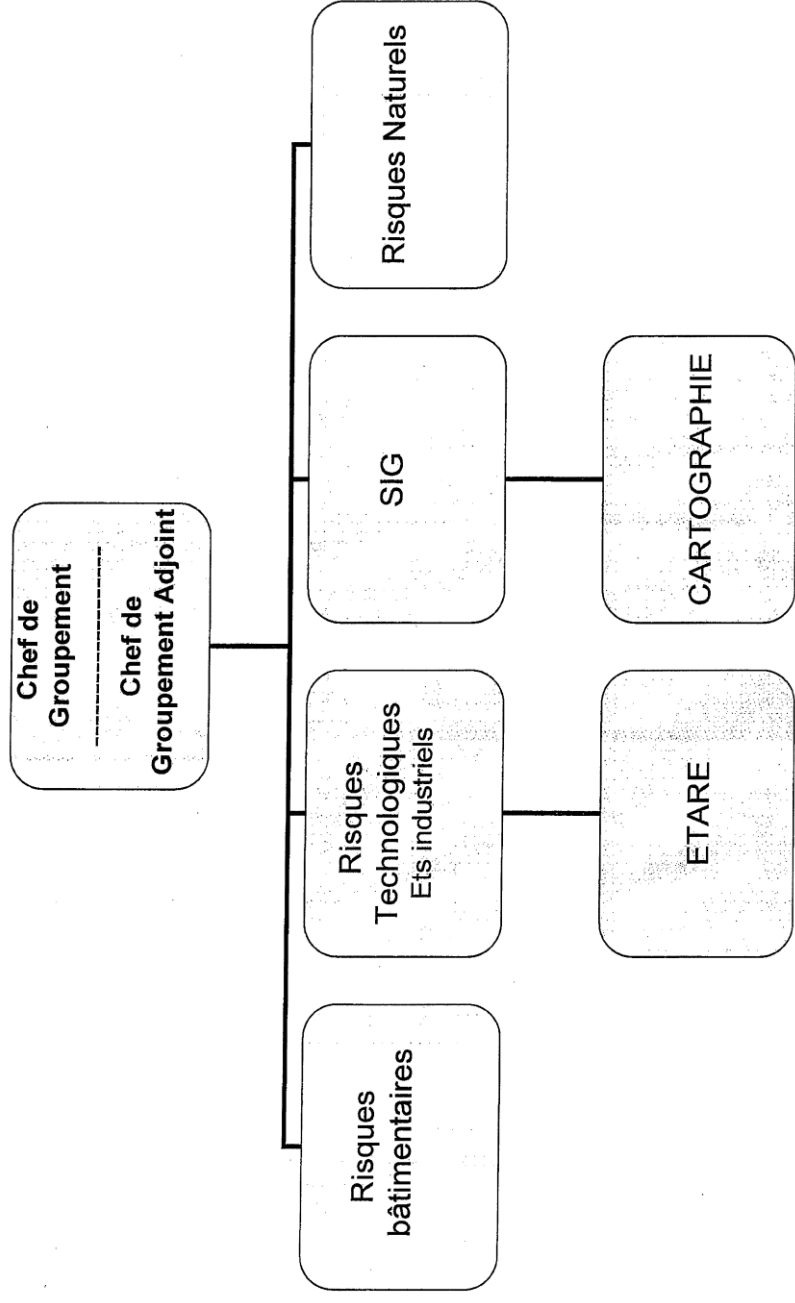 Chef de
Groupement
--------------
Chef de
Groupement Adjoint
Risques
bâtimentaires
Risques
Technologiques
Ets industriels
SIG
Risques Naturels
ETARE
CARTOGRAPHIE